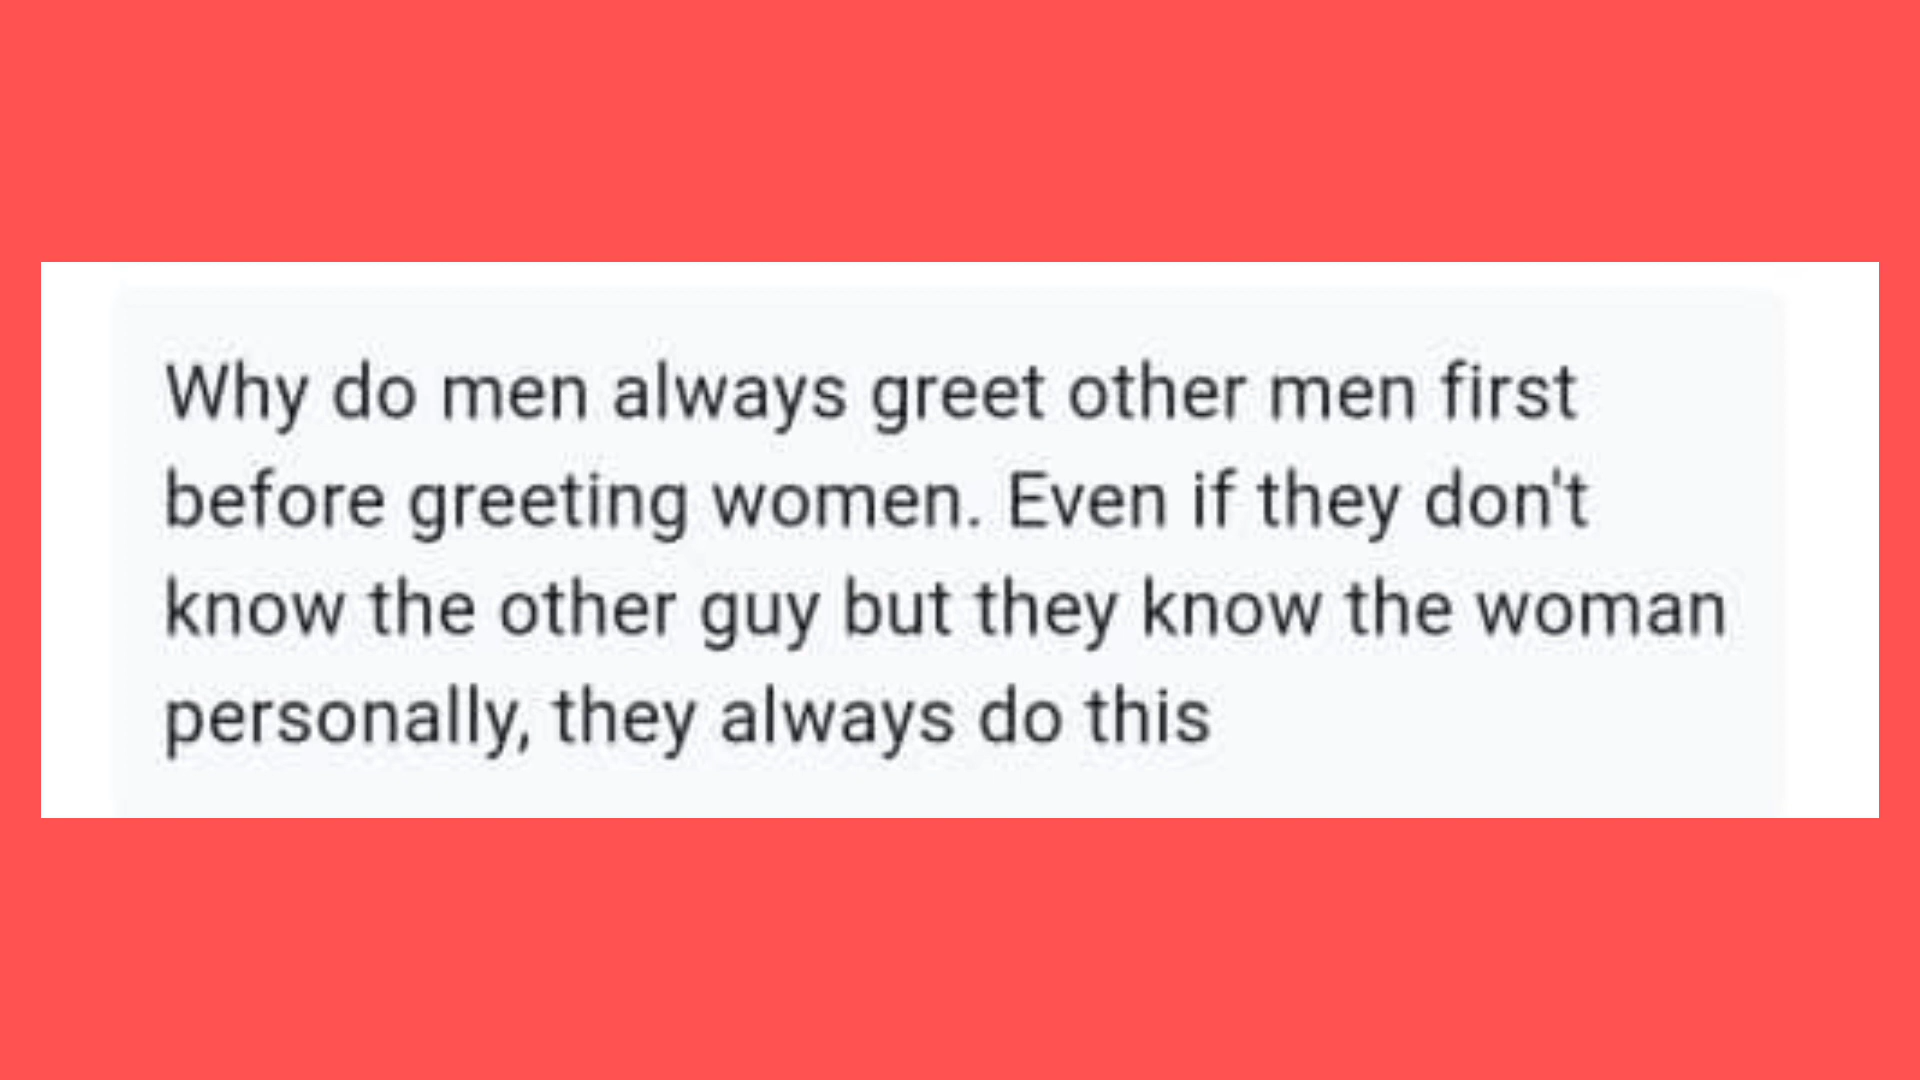 Why do men always greet other men first
before greeting women. Even if they don't
know the other guy but they know the woman
personally, they always do this